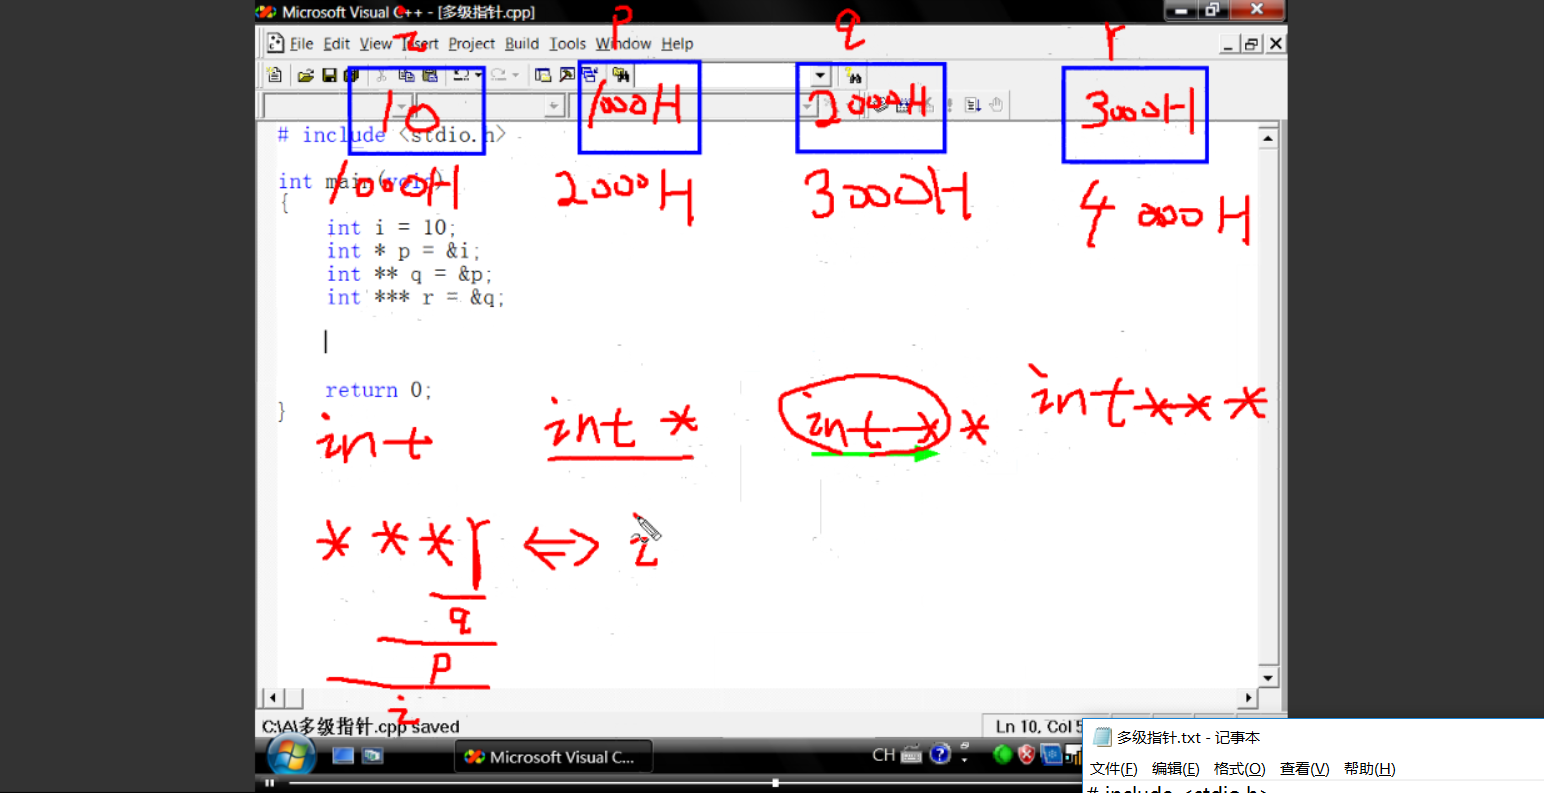 Microsoft Visual C++ - [多级指针.cpp]
i p q r
File Edit View Insert Project Build Tools Window Help
10 1000H 2000H 3000H
# include <stdio.h>
1000H 2000H 3000H 4000H
int main(void)
{
int i = 10;
int * p = &i;
int ** q = &p;
int *** r = &q;
return 0;
}
int int * int * * int***
***r <=> i
q
p
i
C:\A\多级指针.cpp saved
Ln 10, Col 5
Microsoft Visual C...
CH
多级指针.txt - 记事本
文件(F) 编辑(E) 格式(O) 查看(V) 帮助(H)
# include <stdio.h>